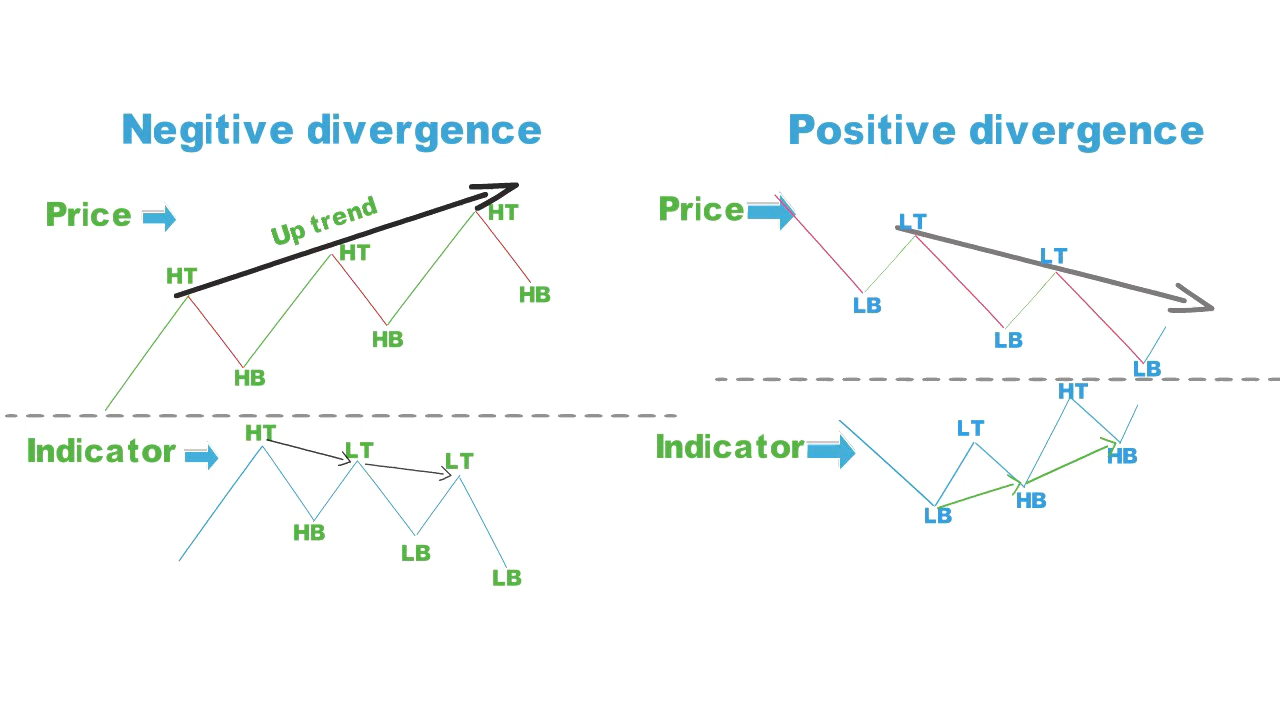 Negitive divergence
Price
Up trend
HT
HT
HT
HB
HB
HB
Indicator
HT
LT
LT
HB
LB
LB
Positive divergence
Price
LT
LT
LB
LB
LB
Indicator
HT
LT
HB
HB
LB